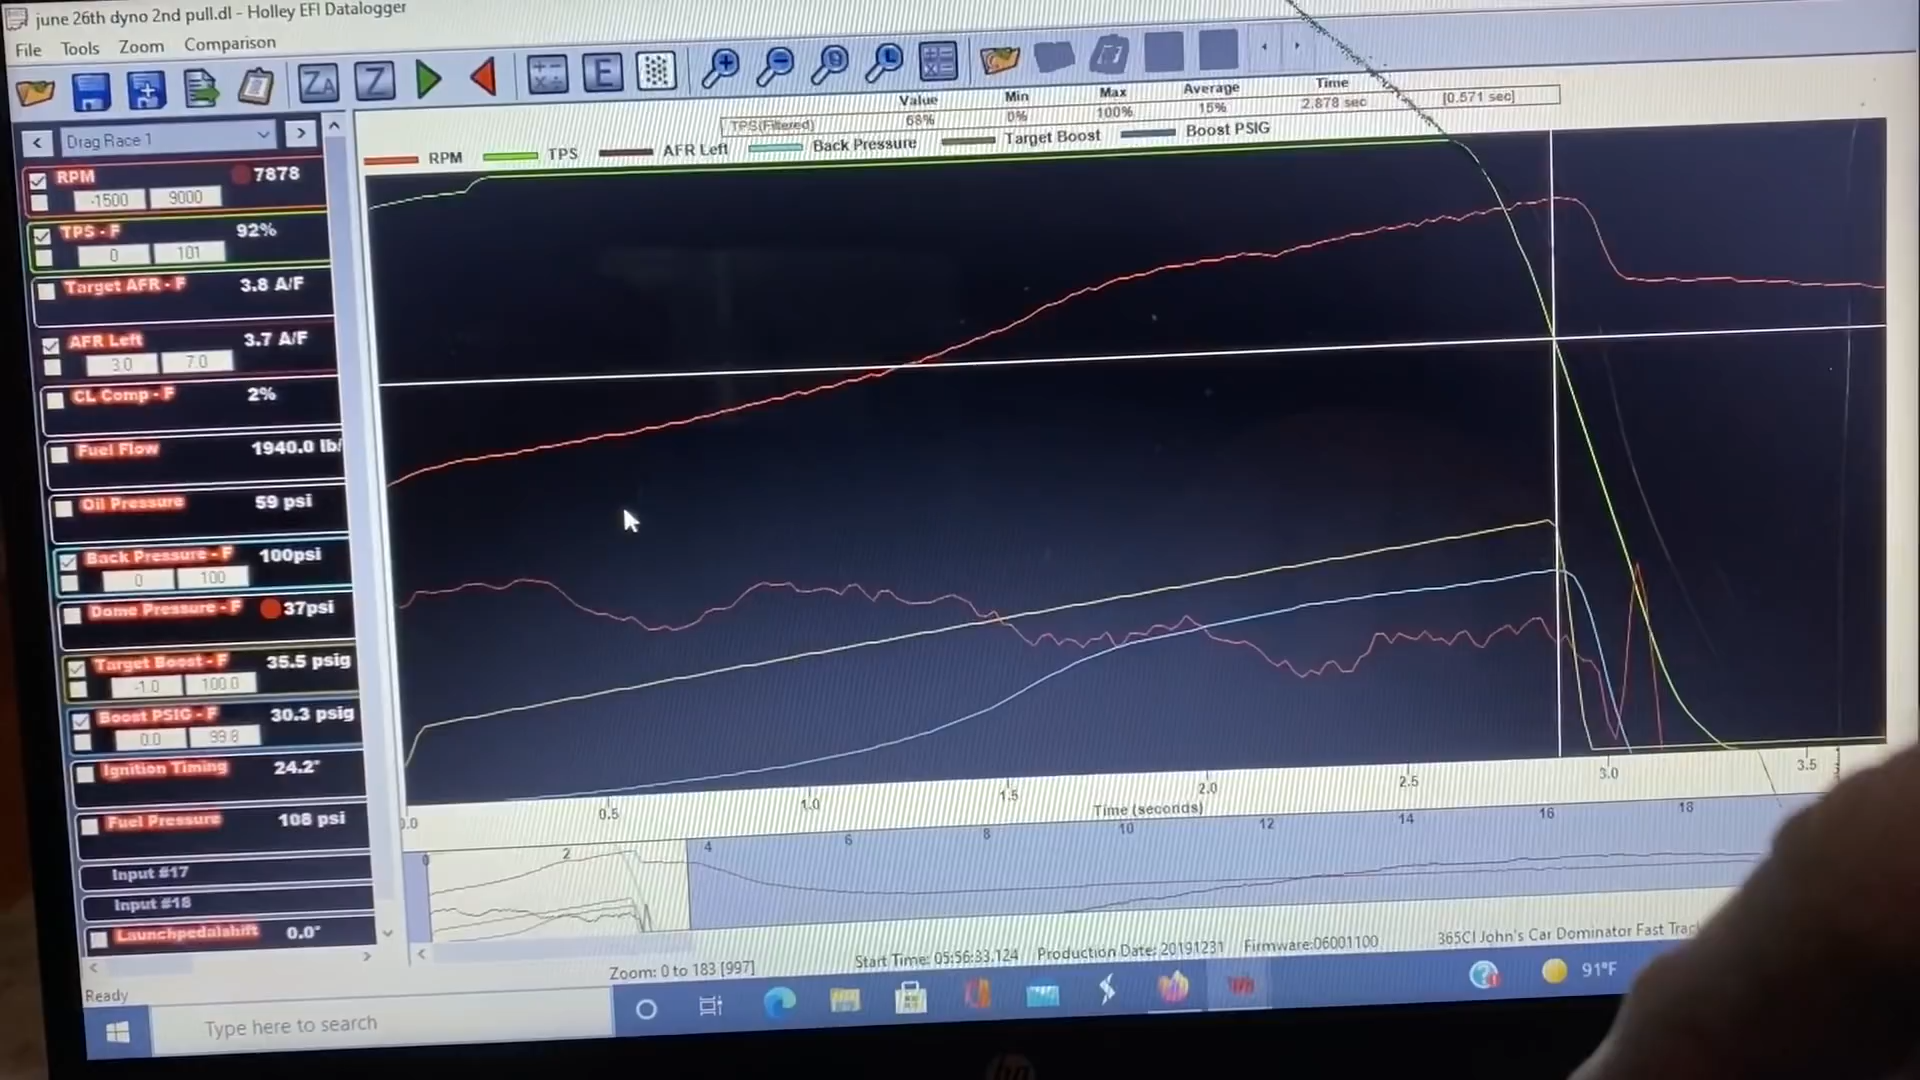 june 26th dyno 2nd pull.dl - Holley EFI Datalogger
File Tools Zoom Comparison
ZA Z E
Value Min Max Average Time
TPS(Filtered) 68% 0% 100% 15% 2.878 sec [0.571 sec]
RPM TPS AFR Left Back Pressure Target Boost Boost PSIG
Drag Race 1
RPM 7878
-1500 9000
TPS - F 92%
0 101
Target AFR - F 3.8 A/F
AFR Left 3.7 A/F
3.0 7.0
CL Comp - F 2%
Fuel Flow 1940.0 lb/
Oil Pressure 59 psi
Back Pressure - F 100psi
0 100
Dome Pressure - F 37psi
Target Boost - F 35.5 psig
-1.0 100.0
Boost PSIG - F 30.3 psig
0.0 99.8
Ignition Timing 24.2°
Fuel Pressure 108 psi
Input #17
Input #18
Launchpedalshift 0.0°
0.0 0.5 1.0 1.5 2.0 2.5 3.0 3.5
Time (seconds)
0 2 4 6 8 10 12 14 16 18
Zoom: 0 to 183 [997] Start Time: 05:56:33.124 Production Date: 20191231 Firmware:06001100 365CI John's Car Dominator Fast Trac
Ready
Type here to search
91°F
hp